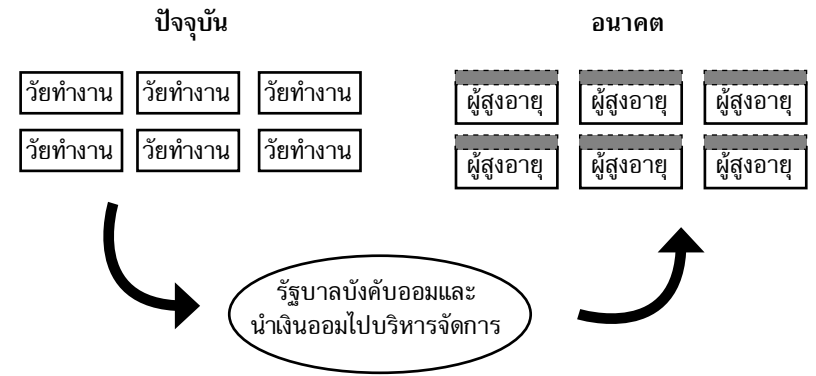 ปัจจุบัน
อนาคต
วัยทำงาน วัยทำงาน วัยทำงาน
วัยทำงาน วัยทำงาน วัยทำงาน
ผู้สูงอายุ ผู้สูงอายุ ผู้สูงอายุ
ผู้สูงอายุ ผู้สูงอายุ ผู้สูงอายุ
รัฐบาลบังคับออมและ
นำเงินออมไปบริหารจัดการ